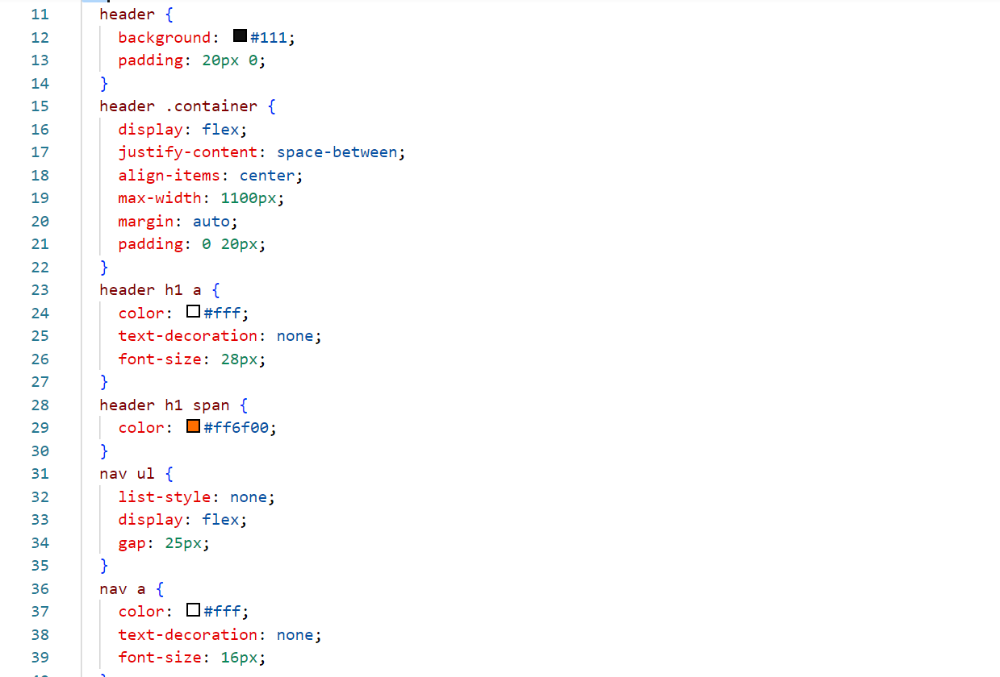 11 header {
12 background: #111;
13 padding: 20px 0;
14 }
15 header .container {
16 display: flex;
17 justify-content: space-between;
18 align-items: center;
19 max-width: 1100px;
20 margin: auto;
21 padding: 0 20px;
22 }
23 header h1 a {
24 color: #fff;
25 text-decoration: none;
26 font-size: 28px;
27 }
28 header h1 span {
29 color: #ff6f00;
30 }
31 nav ul {
32 list-style: none;
33 display: flex;
34 gap: 25px;
35 }
36 nav a {
37 color: #fff;
38 text-decoration: none;
39 font-size: 16px;